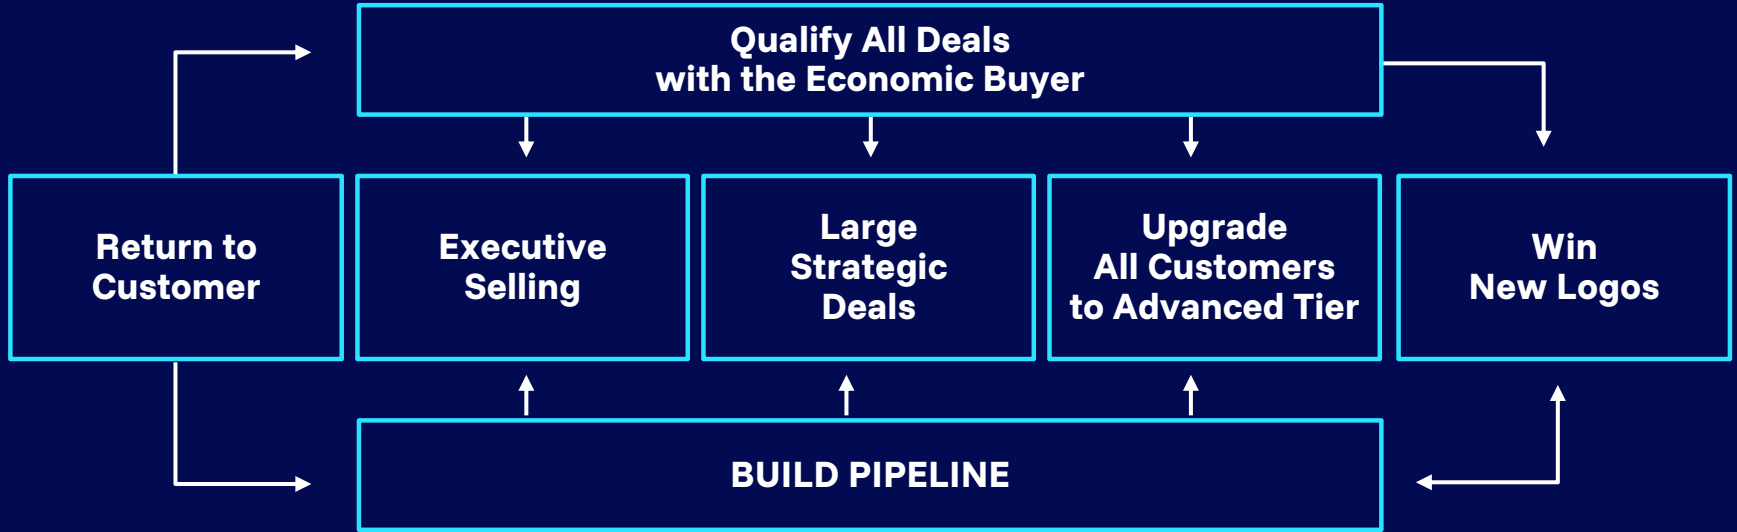 Qualify All Deals
with the Economic Buyer
Return to
Customer
Executive
Selling
Large
Strategic
Deals
Upgrade
All Customers
to Advanced Tier
Win
New Logos
BUILD PIPELINE